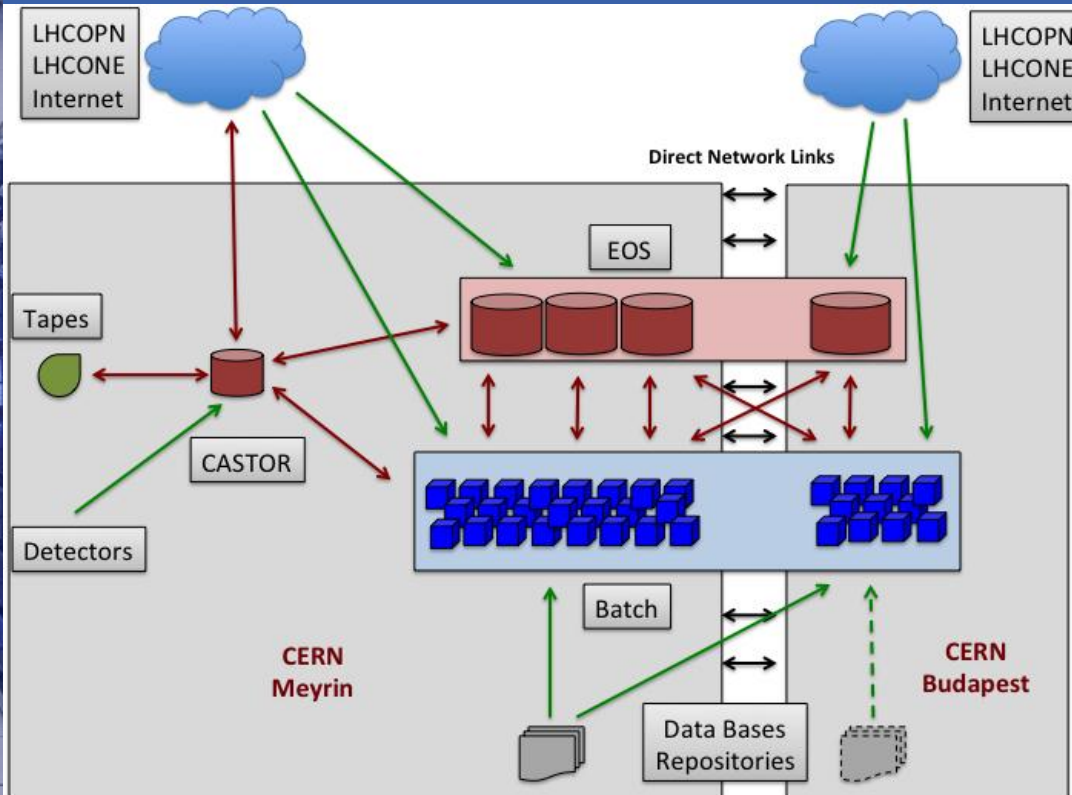 LHCOPN
LHCONE
Internet
LHCOPN
LHCONE
Internet
Direct Network Links
EOS
Tapes
CASTOR
Detectors
Batch
CERN
Meyrin
CERN
Budapest
Data Bases
Repositories